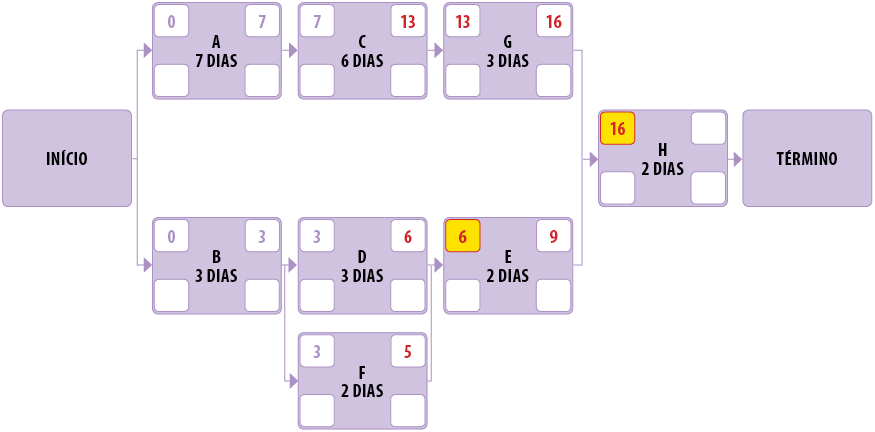 0 7 7 13 13 16
A C G
7 DIAS 6 DIAS 3 DIAS
16
INÍCIO H TÉRMINO
2 DIAS
0 3 3 6 6 9
B D E
3 DIAS 3 DIAS 2 DIAS
3 5
F
2 DIAS